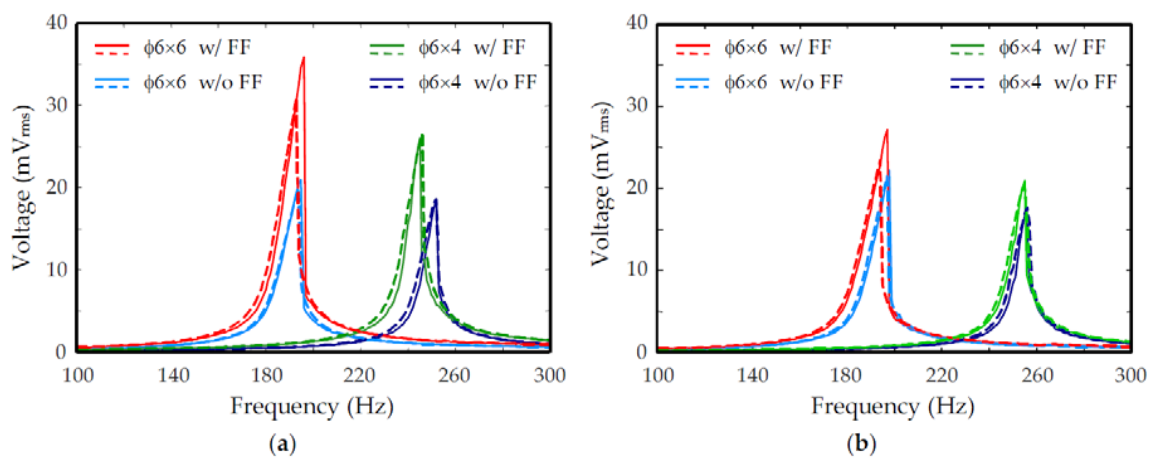 40
30
20
10
0
Voltage (mVrms)
ϕ6×6 w/ FF
ϕ6×4 w/ FF
ϕ6×6 w/o FF
ϕ6×4 w/o FF
100 140 180 220 260 300
Frequency (Hz)
(a)
40
30
20
10
0
Voltage (mVrms)
ϕ6×6 w/ FF
ϕ6×4 w/ FF
ϕ6×6 w/o FF
ϕ6×4 w/o FF
100 140 180 220 260 300
Frequency (Hz)
(b)